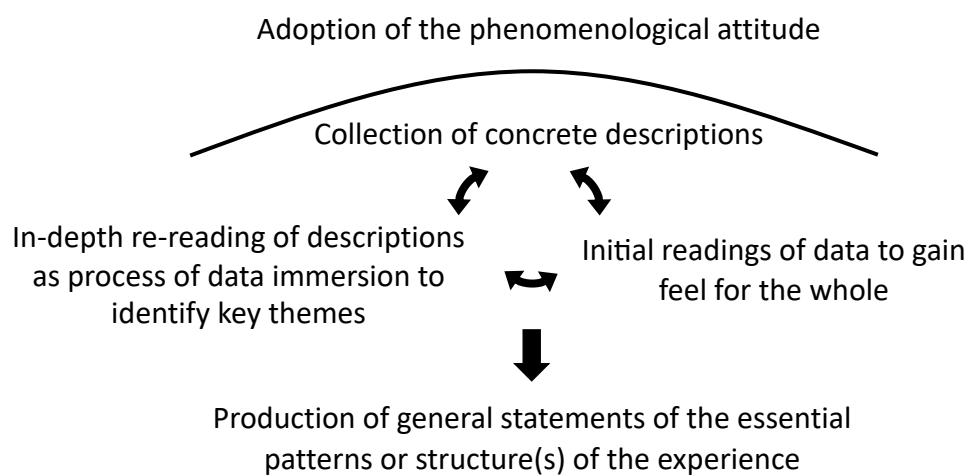 Adoption of the phenomenological attitude
Collection of concrete descriptions
In-depth re-reading of descriptions
as process of data immersion to
identify key themes
Initial readings of data to gain
feel for the whole
Production of general statements of the essential
patterns or structure(s) of the experience